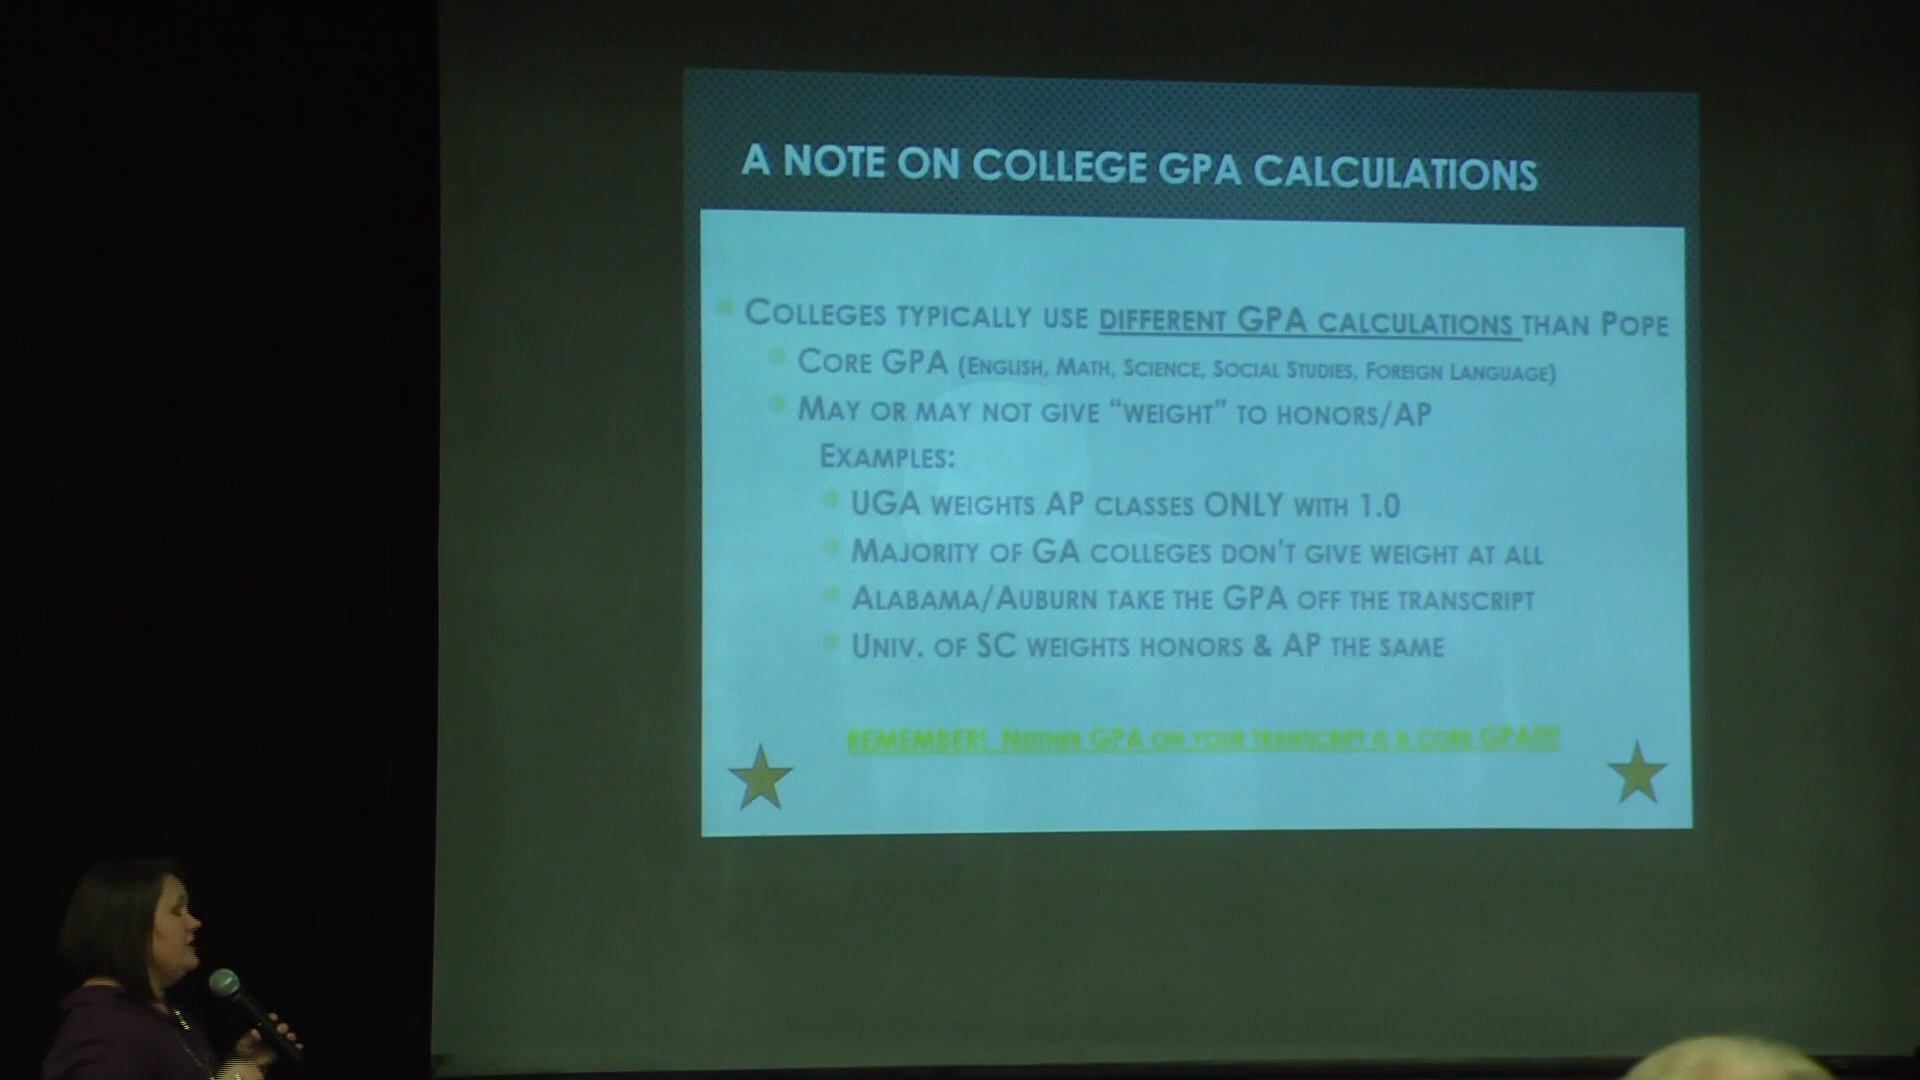 A NOTE ON COLLEGE GPA CALCULATIONS
COLLEGES TYPICALLY USE DIFFERENT GPA CALCULATIONS THAN POPE
CORE GPA (ENGLISH, MATH, SCIENCE, SOCIAL STUDIES, FOREIGN LANGUAGE)
MAY OR MAY NOT GIVE “WEIGHT” TO HONORS/AP
EXAMPLES:
UGA WEIGHTS AP CLASSES ONLY WITH 1.0
MAJORITY OF GA COLLEGES DON'T GIVE WEIGHT AT ALL
ALABAMA/AUBURN TAKE THE GPA OFF THE TRANSCRIPT
UNIV. OF SC WEIGHTS HONORS & AP THE SAME
REMEMBER! NEITHER GPA ON YOUR TRANSCRIPT IS A CORE GPA!!!